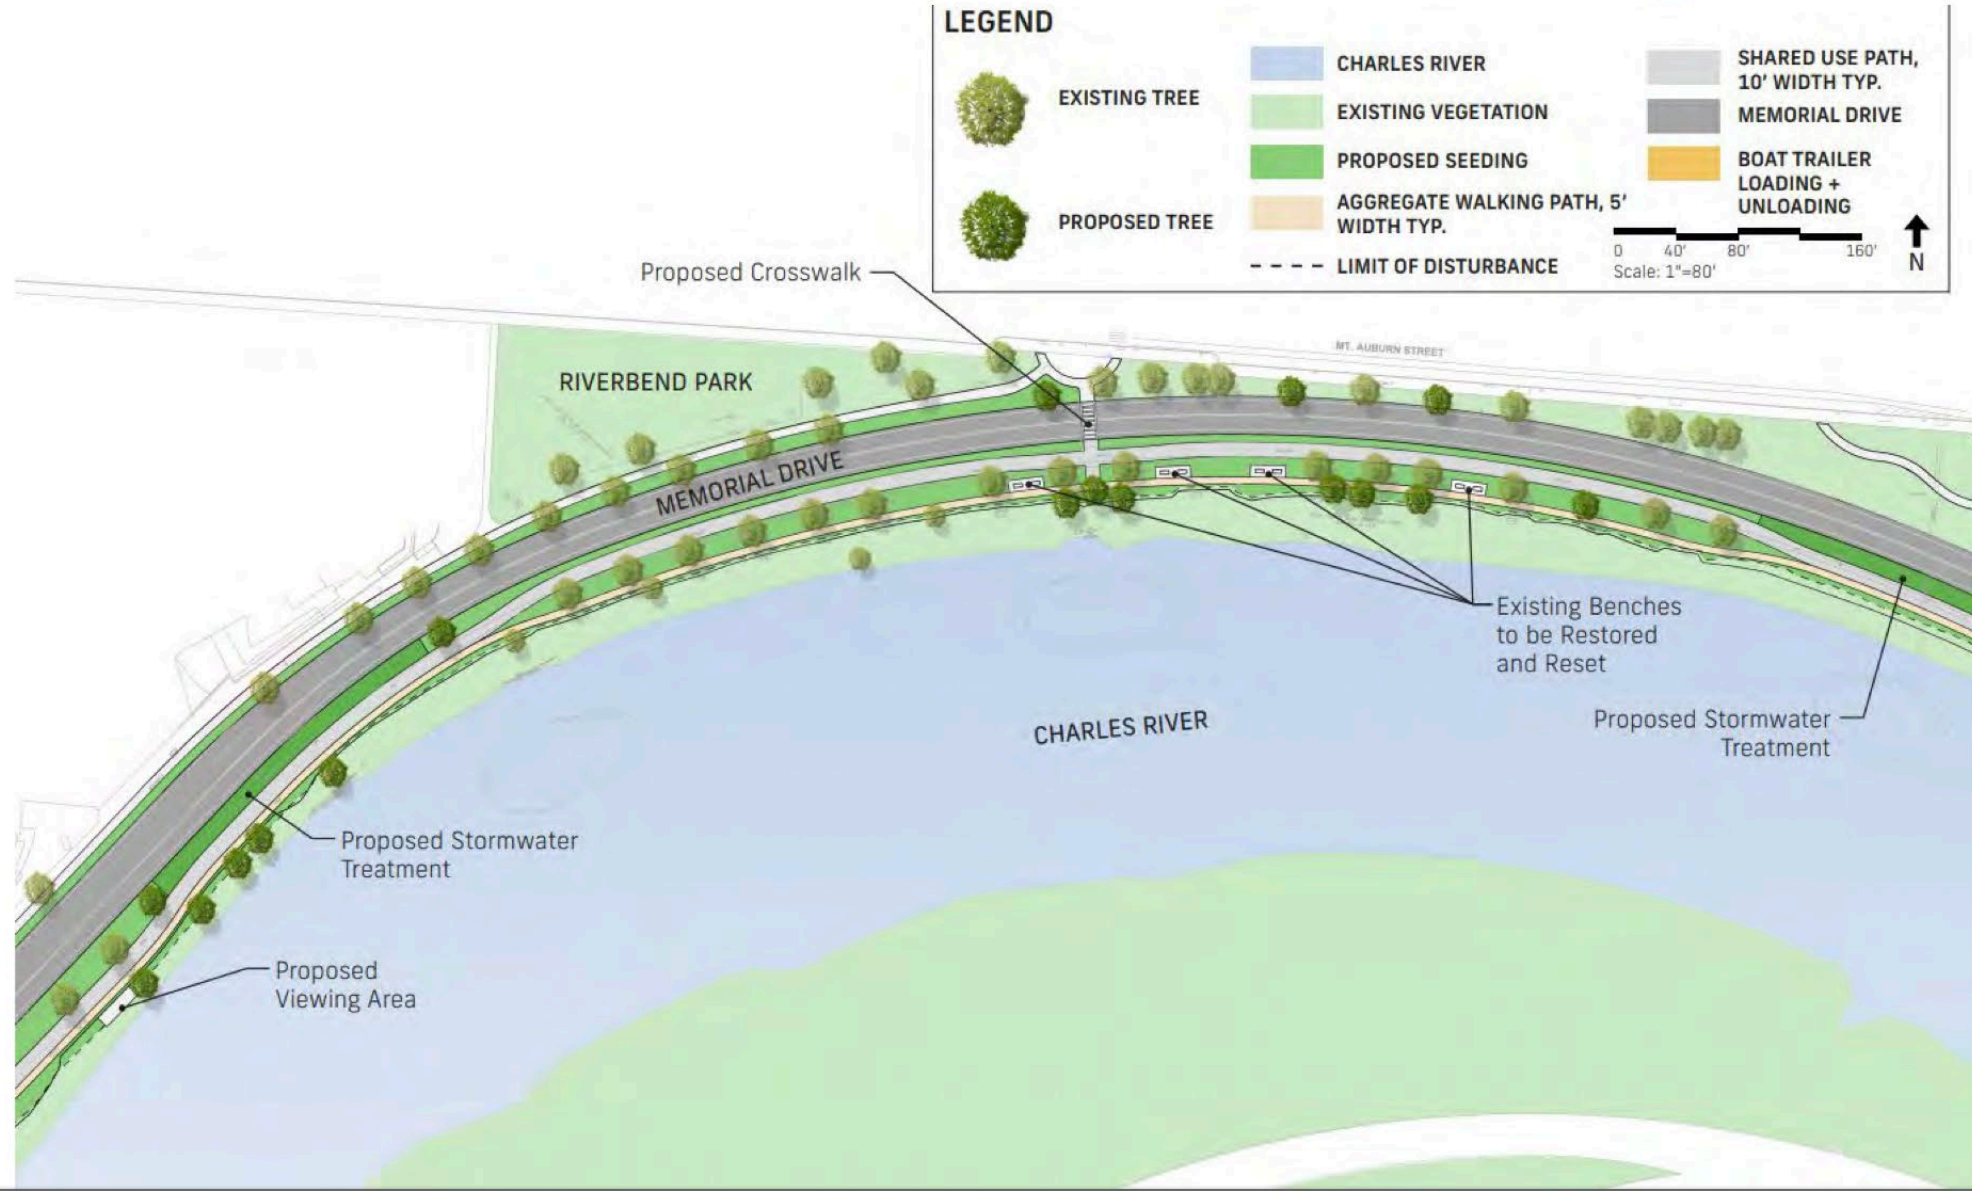 LEGEND
EXISTING TREE
PROPOSED TREE
CHARLES RIVER
EXISTING VEGETATION
PROPOSED SEEDING
AGGREGATE WALKING PATH, 5'
WIDTH TYP.
LIMIT OF DISTURBANCE
SHARED USE PATH,
10' WIDTH TYP.
MEMORIAL DRIVE
BOAT TRAILER
LOADING +
UNLOADING
0 40' 80' 160'
Scale: 1"=80'
N
Proposed Crosswalk
MT. AUBURN STREET
RIVERBEND PARK
MEMORIAL DRIVE
Existing Benches
to be Restored
and Reset
CHARLES RIVER
Proposed Stormwater
Treatment
Proposed Stormwater
Treatment
Proposed
Viewing Area